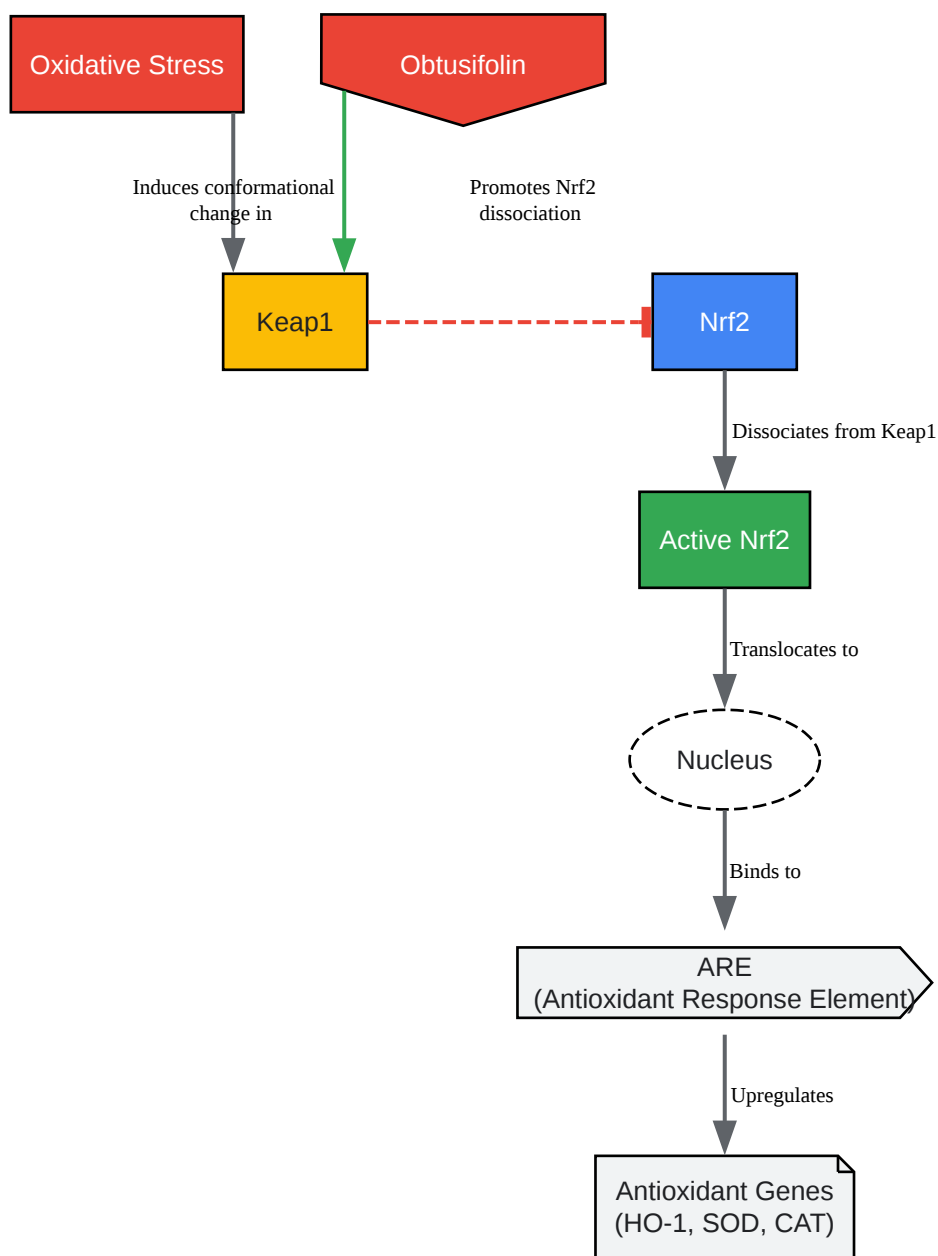 Oxidative Stress
Obtusifolin
Induces conformational
change in
Promotes Nrf2
dissociation
Keap1
Nrf2
Dissociates from Keap1
Active Nrf2
Translocates to
Nucleus
Binds to
ARE
(Antioxidant Response Element)
Upregulates
Antioxidant Genes
(HO-1, SOD, CAT)